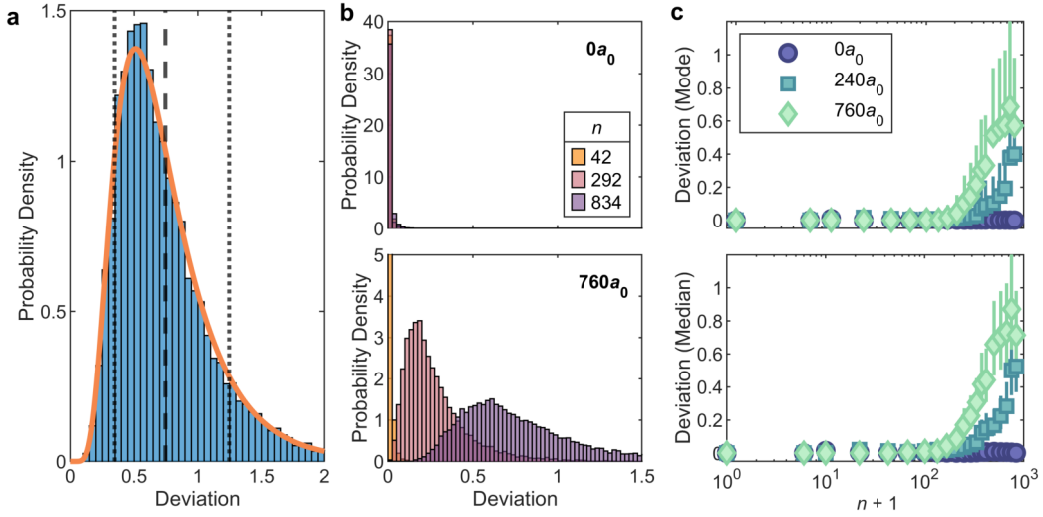 a
1.5
1
0.5
0
Probability Density
0
0.5
1
1.5
2
Deviation
b
40
30
20
10
0
Probability Density
0a0
n
42
292
834
5
4
3
2
1
0
Probability Density
760a0
0
0.5
1
1.5
Deviation
c
1
0.8
0.6
0.4
0.2
0
Deviation (Mode)
0a0
240a0
760a0
1
0.8
0.6
0.4
0.2
0
Deviation (Median)
10^0
10^1
10^2
10^3
n + 1